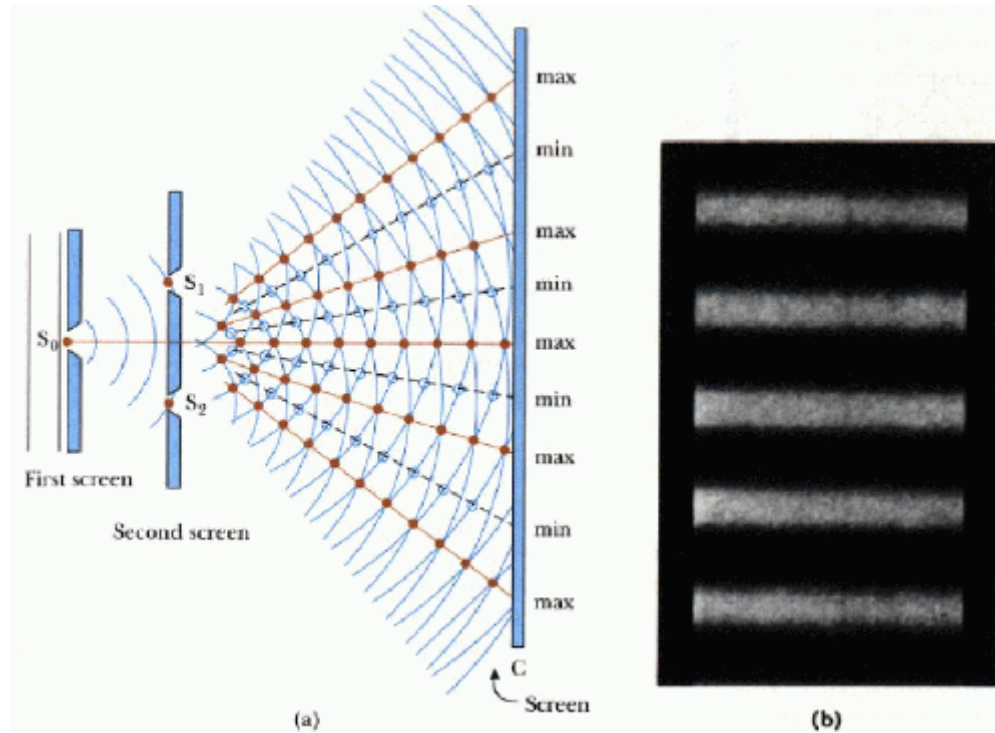 max
min
max
S₁
min
S₀
max
min
S₂
max
First screen
min
Second screen
max
C
Screen
(a)
(b)